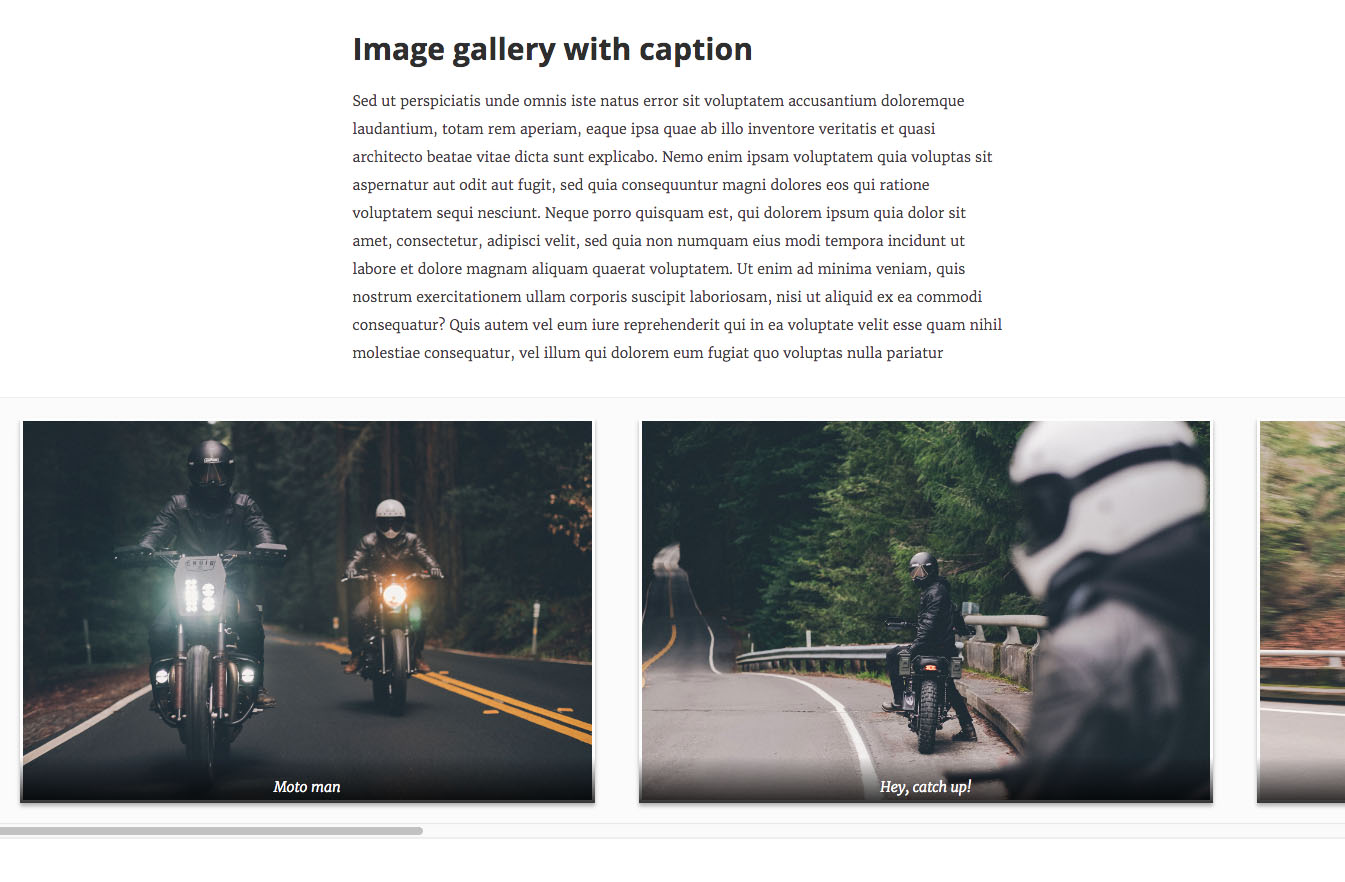 Image gallery with caption
Sed ut perspiciatis unde omnis iste natus error sit voluptatem accusantium doloremque
laudantium, totam rem aperiam, eaque ipsa quae ab illo inventore veritatis et quasi
architecto beatae vitae dicta sunt explicabo. Nemo enim ipsam voluptatem quia voluptas sit
aspernatur aut odit aut fugit, sed quia consequuntur magni dolores eos qui ratione
voluptatem sequi nesciunt. Neque porro quisquam est, qui dolorem ipsum quia dolor sit
amet, consectetur, adipisci velit, sed quia non numquam eius modi tempora incidunt ut
labore et dolore magnam aliquam quaerat voluptatem. Ut enim ad minima veniam, quis
nostrum exercitationem ullam corporis suscipit laboriosam, nisi ut aliquid ex ea commodi
consequatur? Quis autem vel eum iure reprehenderit qui in ea voluptate velit esse quam nihil
molestiae consequatur, vel illum qui dolorem eum fugiat quo voluptas nulla pariatur
Moto man
Hey, catch up!